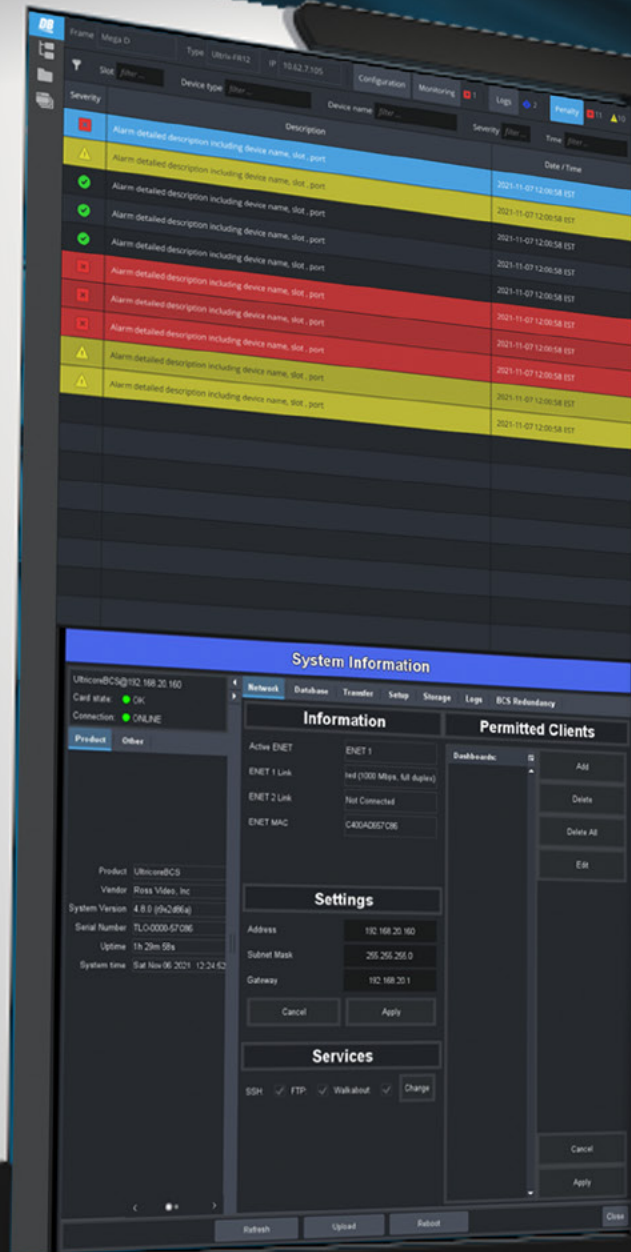 DB
Frame Mega D Type Ultrix-FR12 IP 10.62.7.105 Configuration Monitoring 1 Logs 2 Penalty 11 10
Slot filter ... Device type filter ... Device name filter ... Severity filter ... Time filter ...
Severity Description Date / Time
Alarm detailed description including device name, slot , port 2021-11-07 12:00:58 EST
Alarm detailed description including device name, slot , port 2021-11-07 12:00:58 EST
Alarm detailed description including device name, slot , port 2021-11-07 12:00:58 EST
Alarm detailed description including device name, slot , port 2021-11-07 12:00:58 EST
Alarm detailed description including device name, slot , port 2021-11-07 12:00:58 EST
Alarm detailed description including device name, slot , port 2021-11-07 12:00:58 EST
Alarm detailed description including device name, slot , port 2021-11-07 12:00:58 EST
Alarm detailed description including device name, slot , port 2021-11-07 12:00:58 EST
Alarm detailed description including device name, slot , port 2021-11-07 12:00:58 EST
Alarm detailed description including device name, slot , port 2021-11-07 12:00:58 EST
System Information
UltricoreBCS@192.168.20.160
Card state: OK
Connection: ONLINE
Product Other
Product UltricoreBCS
Vendor Ross Video, Inc
System Version 4.8.0 (r9e2d86a)
Serial Number TLO-0000-57C86
Uptime 1h 29m 58s
System time Sat Nov 06 2021 12:24:52
Network Database Transfer Setup Storage Logs BCS Redundancy
Information
Active ENET ENET 1
ENET 1 Link ted (1000 Mbps, full duplex)
ENET 2 Link Not Connected
ENET MAC C400AD657C86
Settings
Address 192.168.20.160
Subnet Mask 255.255.255.0
Gateway 192.168.20.1
Cancel Apply
Services
SSH: FTP: Walkabout Change
Permitted Clients
Dashboards:
Add
Delete
Delete All
Edit
Cancel
Apply
Refresh Upload Reboot Close